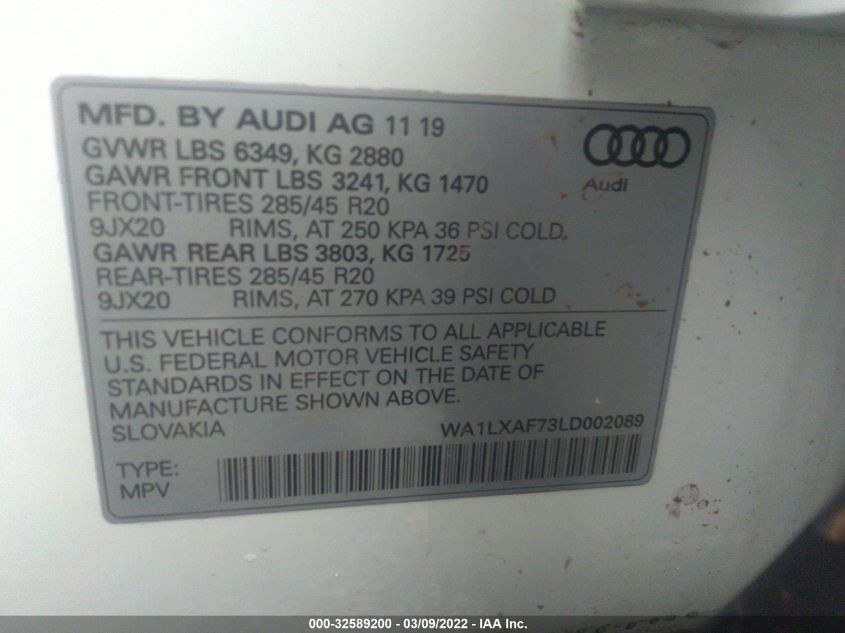 MFD. BY AUDI AG 11 19
GVWR LBS 6349, KG 2880
GAWR FRONT LBS 3241, KG 1470
FRONT-TIRES 285/45 R20
9JX20 RIMS, AT 250 KPA 36 PSI COLD.
GAWR REAR LBS 3803, KG 1725
REAR-TIRES 285/45 R20
9JX20 RIMS, AT 270 KPA 39 PSI COLD
Audi
THIS VEHICLE CONFORMS TO ALL APPLICABLE
U.S. FEDERAL MOTOR VEHICLE SAFETY
STANDARDS IN EFFECT ON THE DATE OF
MANUFACTURE SHOWN ABOVE.
SLOVAKIA WA1LXAF73LD002089
TYPE:
MPV
000-32589200 - 03/09/2022 - IAA Inc.